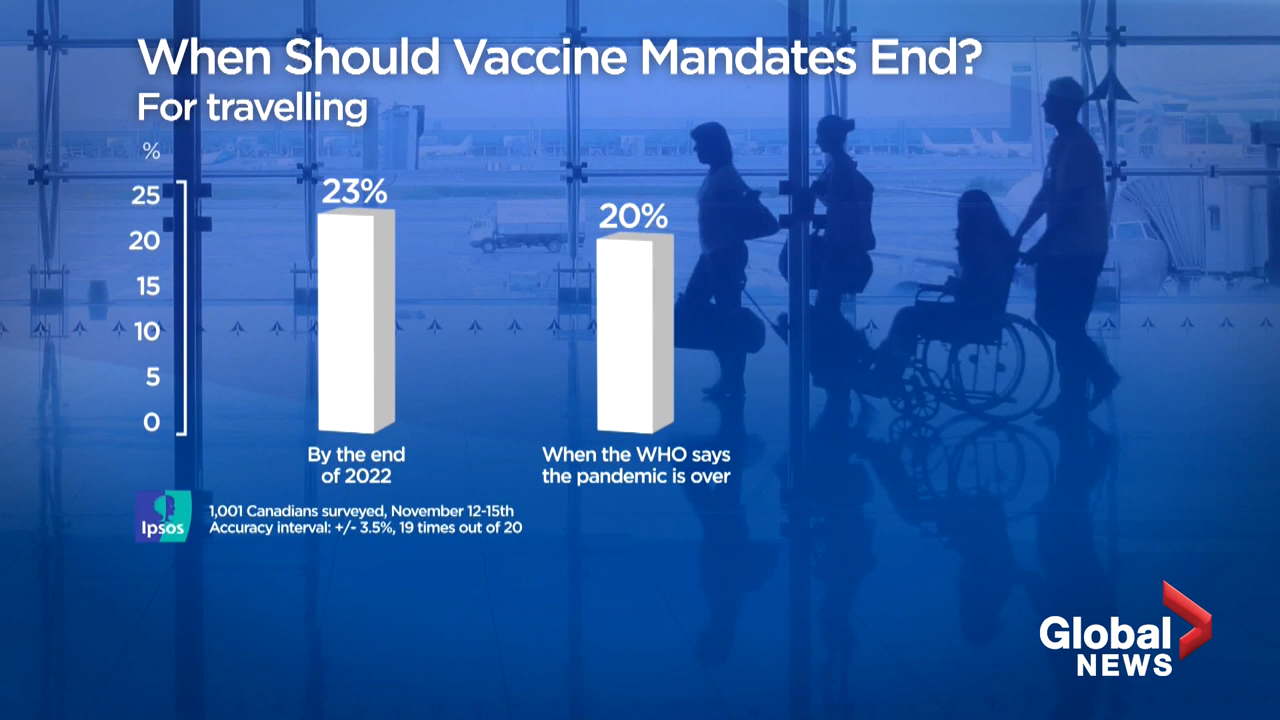 When Should Vaccine Mandates End?
For travelling
%
25
20
15
10
5
0
23%
20%
By the end
of 2022
When the WHO says
the pandemic is over
Ipsos
1,001 Canadians surveyed, November 12-15th
Accuracy interval: +/- 3.5%, 19 times out of 20
Global
NEWS